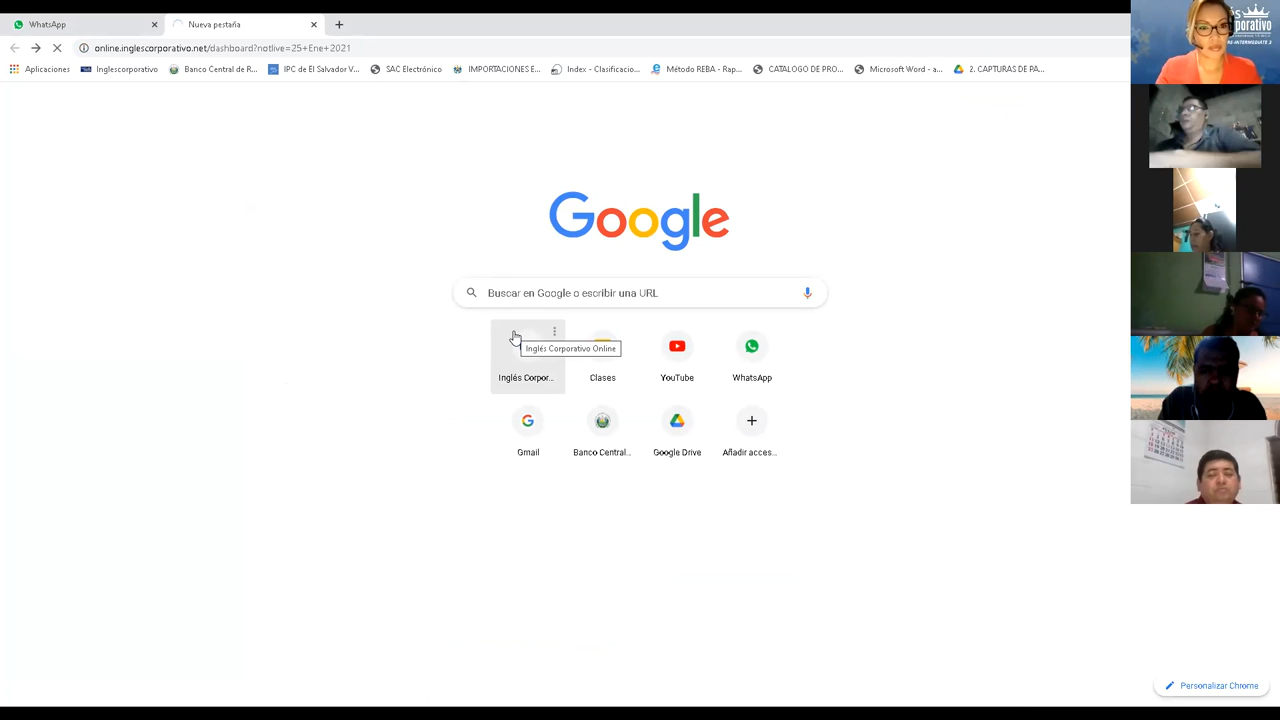 WhatsApp
Nueva pestaña
online.inglescorporativo.net/dashboard?notlive=25+Ene+2021
Aplicaciones
Inglescorporativo
Banco Central de R...
IPC de El Salvador V...
SAC Electrónico
IMPORTACIONES E...
Index - Clasificacio...
Método REBA - Rap...
CATALOGO DE PRO...
Microsoft Word - a...
2. CAPTURAS DE PA...
Google
Buscar en Google o escribir una URL
Inglés Corporativo Online
Inglés Corpor...
Clases
YouTube
WhatsApp
Gmail
Banco Central...
Google Drive
Añadir acces...
Personalizar Chrome